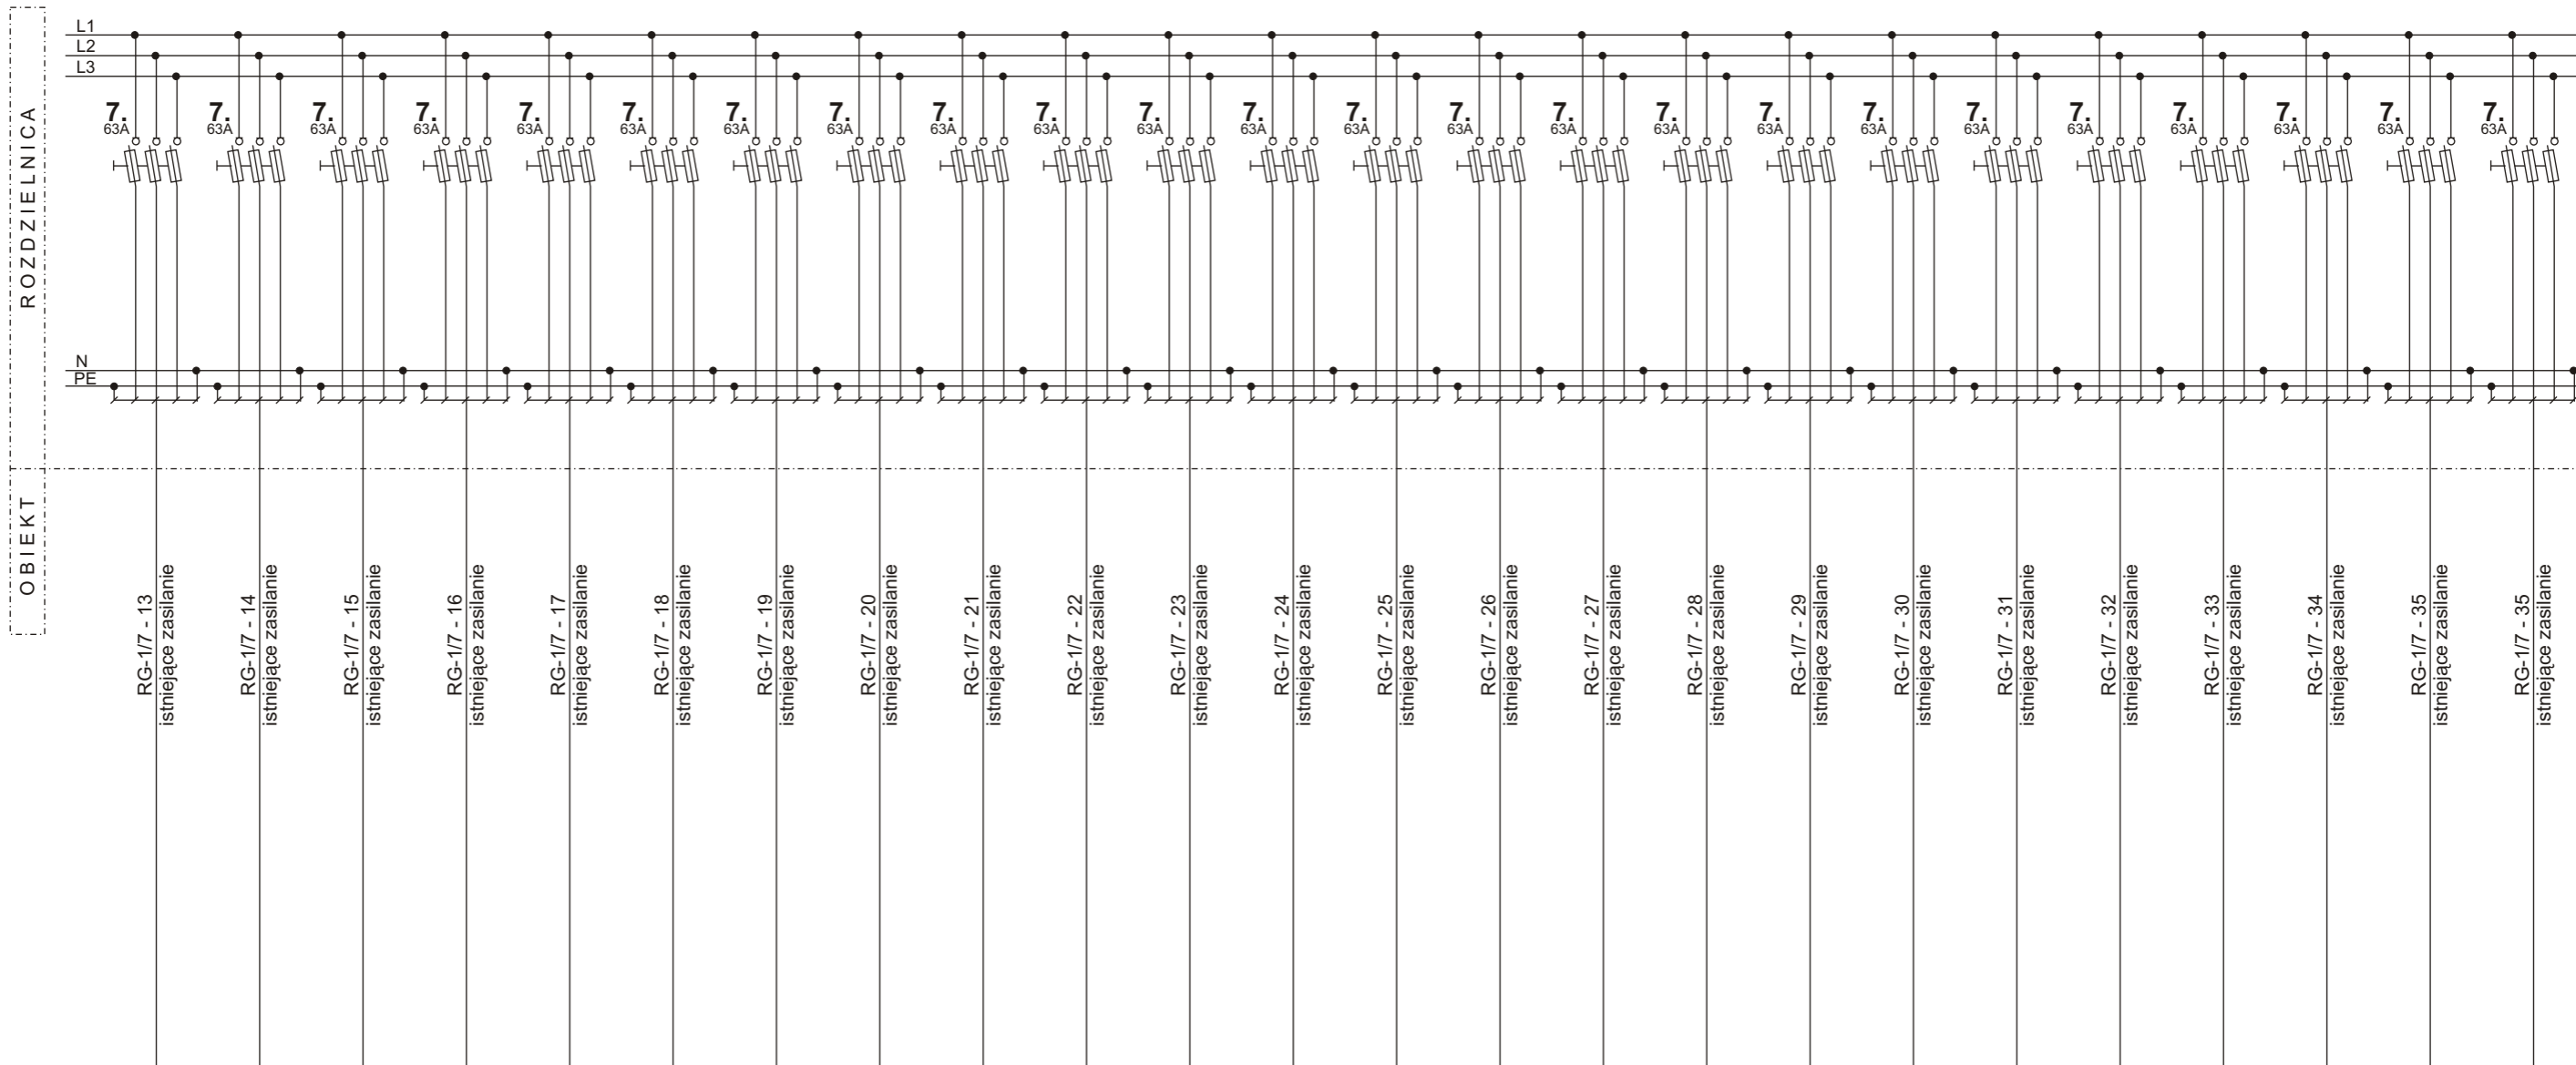 L1
L2
L3
7. 7. 7. 7. 7. 7. 7. 7. 7. 7. 7. 7. 7. 7. 7. 7. 7. 7. 7. 7. 7. 7. 7. 7.
63A 63A 63A 63A 63A 63A 63A 63A 63A 63A 63A 63A 63A 63A 63A 63A 63A 63A 63A 63A 63A 63A 63A 63A
ROZDZIELNICA
N
PE
OBIEKT
RG-1/7 - 13
istniejące zasilanie
RG-1/7 - 14
istniejące zasilanie
RG-1/7 - 15
istniejące zasilanie
RG-1/7 - 16
istniejące zasilanie
RG-1/7 - 17
istniejące zasilanie
RG-1/7 - 18
istniejące zasilanie
RG-1/7 - 19
istniejące zasilanie
RG-1/7 - 20
istniejące zasilanie
RG-1/7 - 21
istniejące zasilanie
RG-1/7 - 22
istniejące zasilanie
RG-1/7 - 23
istniejące zasilanie
RG-1/7 - 24
istniejące zasilanie
RG-1/7 - 25
istniejące zasilanie
RG-1/7 - 26
istniejące zasilanie
RG-1/7 - 27
istniejące zasilanie
RG-1/7 - 28
istniejące zasilanie
RG-1/7 - 29
istniejące zasilanie
RG-1/7 - 30
istniejące zasilanie
RG-1/7 - 31
istniejące zasilanie
RG-1/7 - 32
istniejące zasilanie
RG-1/7 - 33
istniejące zasilanie
RG-1/7 - 34
istniejące zasilanie
RG-1/7 - 35
istniejące zasilanie
RG-1/7 - 35
istniejące zasilanie